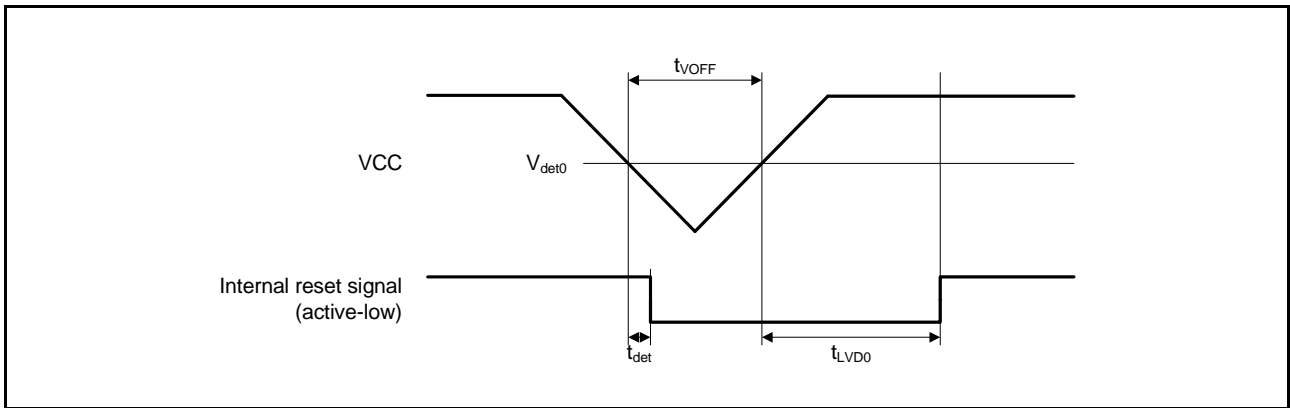 tVOFF
VCC
Vdet0
Internal reset signal
(active-low)
tdet
tLVD0